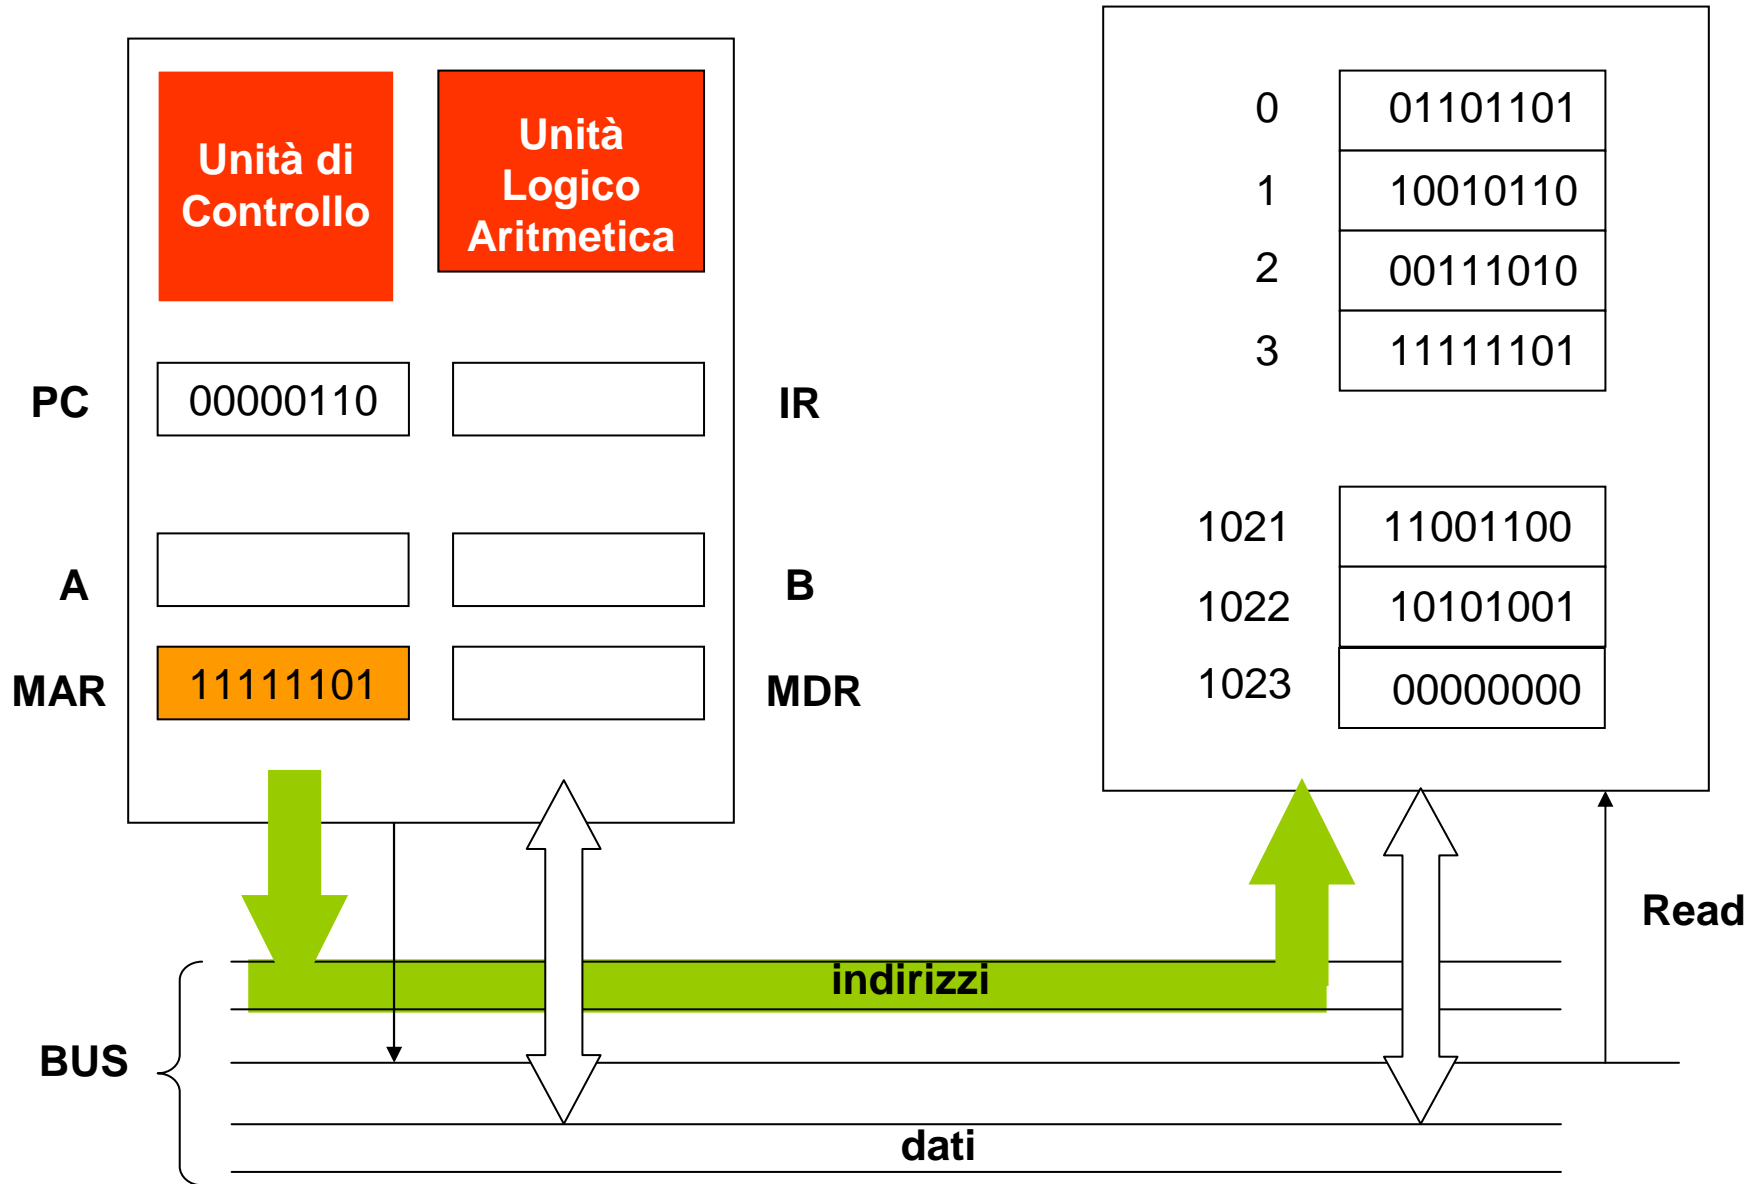 Unità di
Controllo
Unità
Logico
Aritmetica
PC
00000110
IR
A
B
MAR
11111101
MDR
0
01101101
1
10010110
2
00111010
3
11111101
1021
11001100
1022
10101001
1023
00000000
Read
indirizzi
BUS
dati